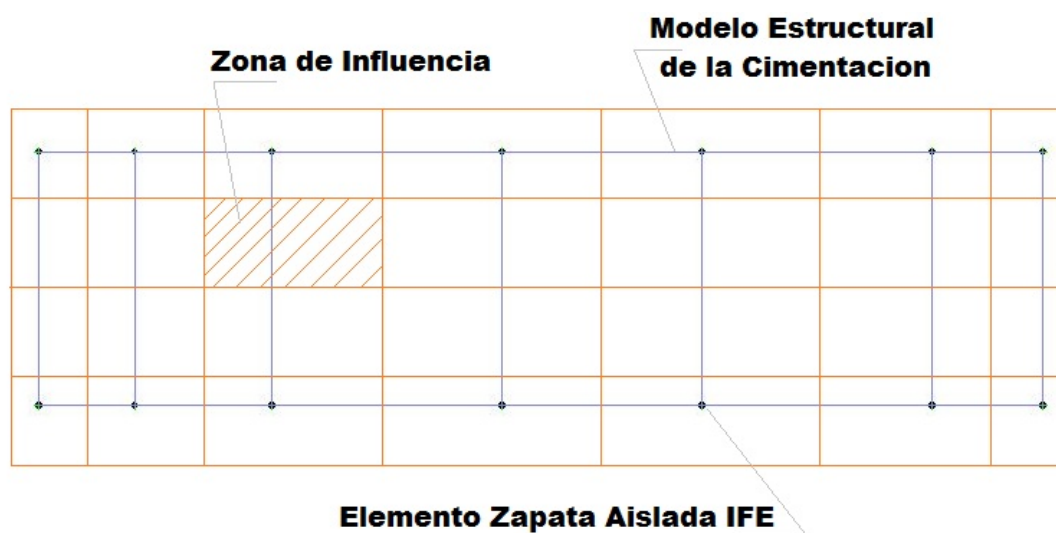 Modelo Estructural
de la Cimentacion
Zona de Influencia
Elemento Zapata Aislada IFE